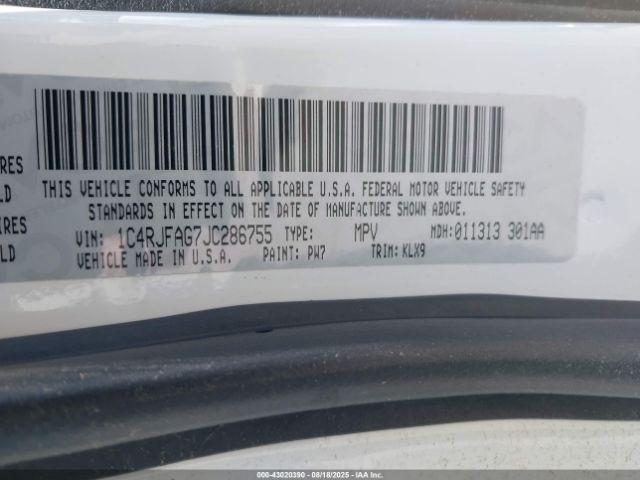 IRES
LD
IRES
LD
THIS VEHICLE CONFORMS TO ALL APPLICABLE U.S.A. FEDERAL MOTOR VEHICLE SAFETY
STANDARDS IN EFFECT ON THE DATE OF MANUFACTURE SHOWN ABOVE.
VIN: 1C4RJFAG7JC286755 TYPE: MPV MDH:011313 301AA
VEHICLE MADE IN U.S.A. PAINT: PW7 TRIM: KLX9
000-43020390 - 08/18/2025 - IAA Inc.